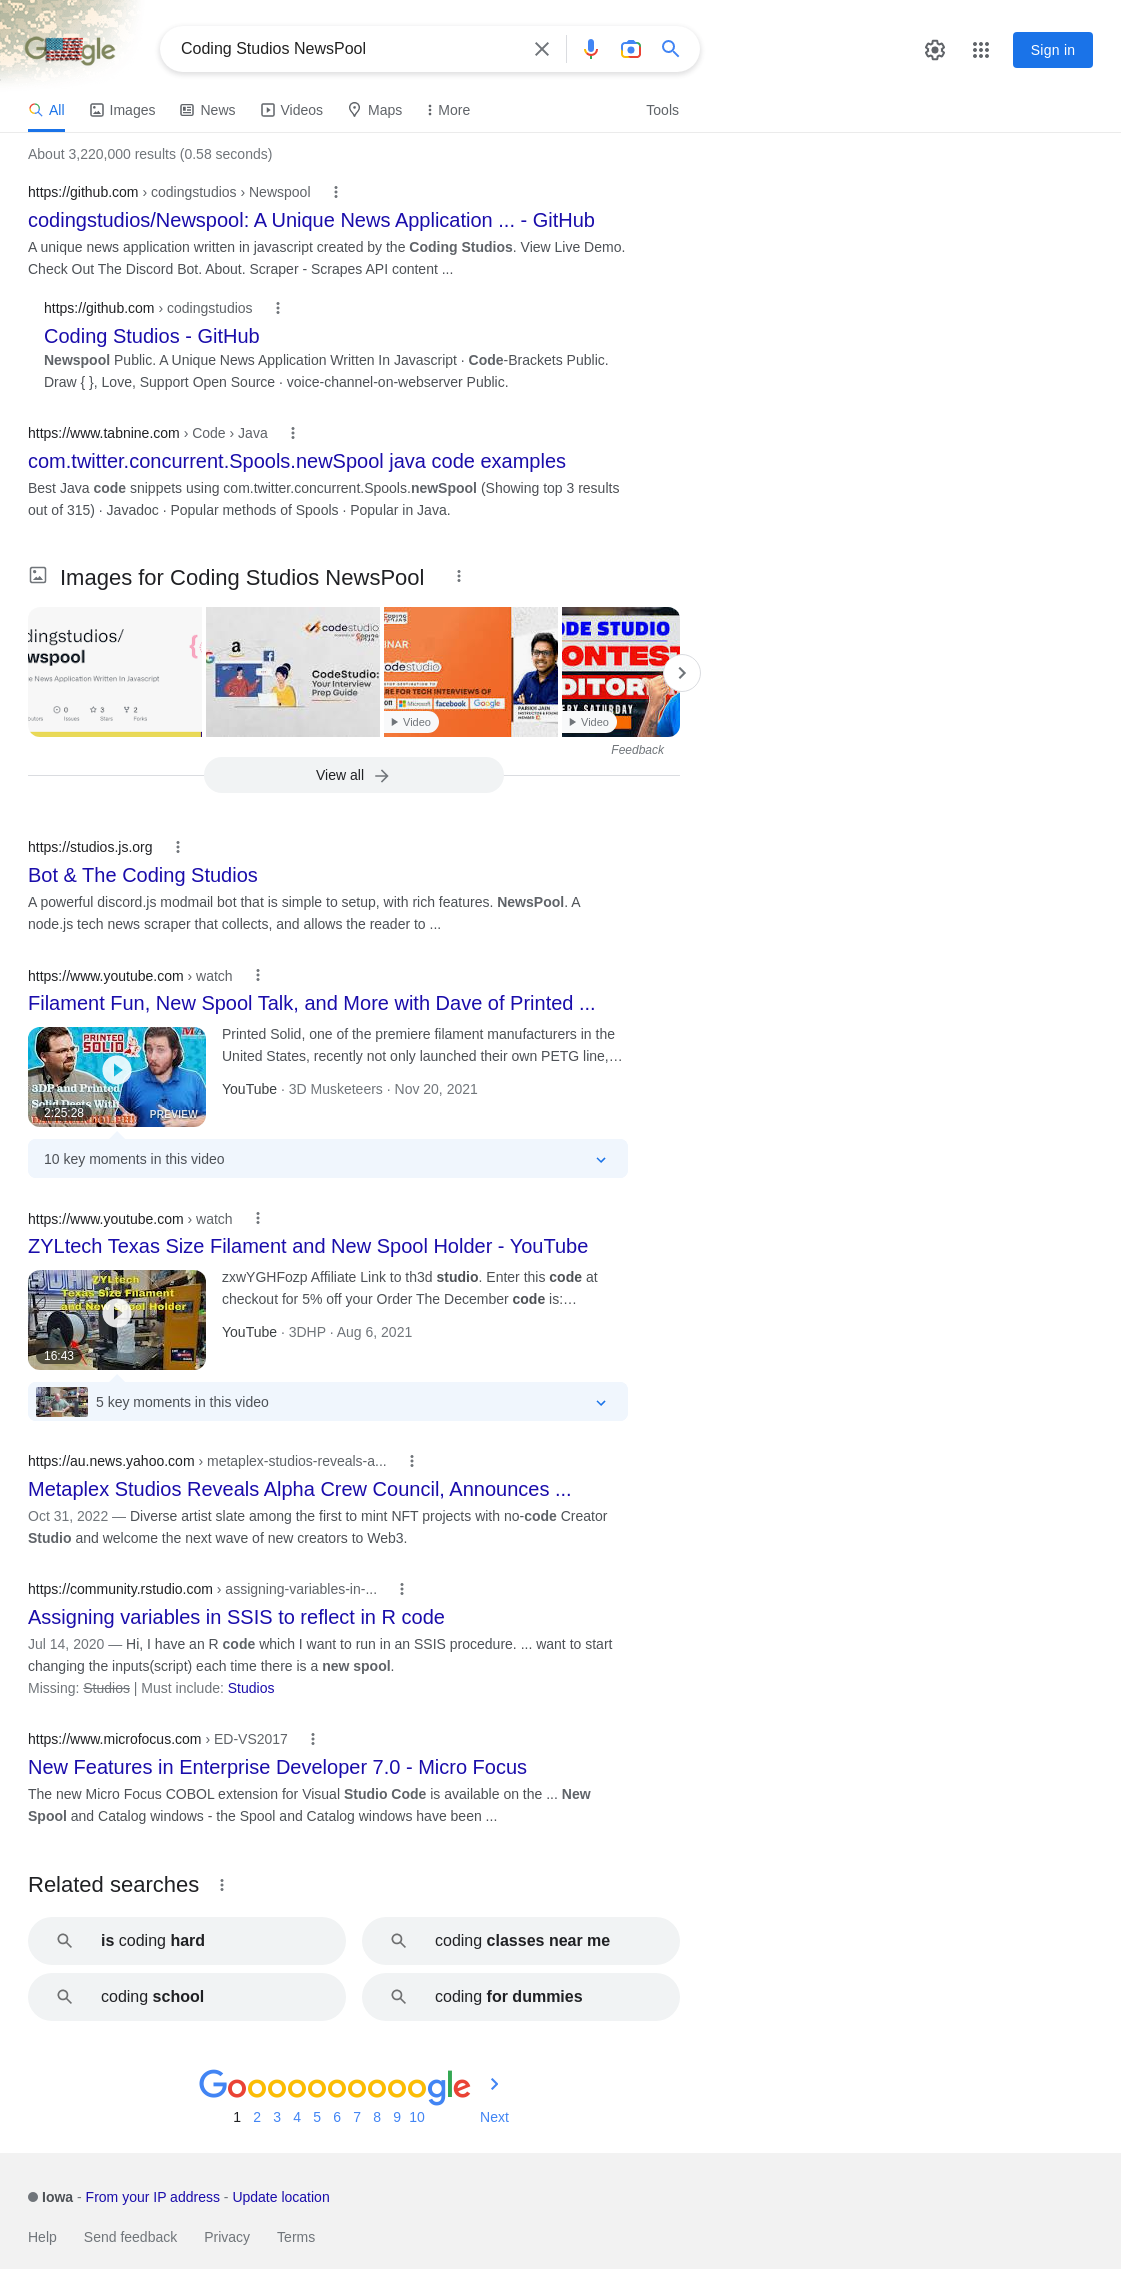 Google
Coding Studios NewsPool
Sign in
All
Images
News
Videos
Maps
More
Tools
About 3,220,000 results (0.58 seconds)
https://github.com › codingstudios › Newspool
codingstudios/Newspool: A Unique News Application ... - GitHub
A unique news application written in javascript created by the Coding Studios. View Live Demo.
Check Out The Discord Bot. About. Scraper - Scrapes API content ...
https://github.com › codingstudios
Coding Studios - GitHub
Newspool Public. A Unique News Application Written In Javascript · Code-Brackets Public.
Draw { }, Love, Support Open Source · voice-channel-on-webserver Public.
https://www.tabnine.com › Code › Java
com.twitter.concurrent.Spools.newSpool java code examples
Best Java code snippets using com.twitter.concurrent.Spools.newSpool (Showing top 3 results
out of 315) · Javadoc · Popular methods of Spools · Popular in Java.
Images for Coding Studios NewsPool
dingstudios/
wspool
e News Application Written In Javascript
0
3
2
Issues
Stars
Forks
codestudio
CodeStudio:
Your Interview
Prep Guide
INAR
codestudio
RE FOR TECH INTERVIEWS OF
on
Microsoft
facebook
Google
PARIKH JAIN
Video
ODE STUDIO
ONTEST
DITOR
RY SATURDAY
Video
Feedback
View all
https://studios.js.org
Bot & The Coding Studios
A powerful discord.js modmail bot that is simple to setup, with rich features. NewsPool. A
node.js tech news scraper that collects, and allows the reader to ...
https://www.youtube.com › watch
Filament Fun, New Spool Talk, and More with Dave of Printed ...
PRINTED
SOLID
3DP and Printed
Solid Deets With
2:25:28
PREVIEW
Printed Solid, one of the premiere filament manufacturers in the
United States, recently not only launched their own PETG line,…
YouTube · 3D Musketeers · Nov 20, 2021
10 key moments in this video
https://www.youtube.com › watch
ZYLtech Texas Size Filament and New Spool Holder - YouTube
ZYLtech
Texas Size Filament
and New Spool Holder
16:43
zxwYGHFozp Affiliate Link to th3d studio. Enter this code at
checkout for 5% off your Order The December code is:…
YouTube · 3DHP · Aug 6, 2021
5 key moments in this video
https://au.news.yahoo.com › metaplex-studios-reveals-a...
Metaplex Studios Reveals Alpha Crew Council, Announces ...
Oct 31, 2022 — Diverse artist slate among the first to mint NFT projects with no-code Creator
Studio and welcome the next wave of new creators to Web3.
https://community.rstudio.com › assigning-variables-in-...
Assigning variables in SSIS to reflect in R code
Jul 14, 2020 — Hi, I have an R code which I want to run in an SSIS procedure. ... want to start
changing the inputs(script) each time there is a new spool.
Missing: Studios | Must include: Studios
https://www.microfocus.com › ED-VS2017
New Features in Enterprise Developer 7.0 - Micro Focus
The new Micro Focus COBOL extension for Visual Studio Code is available on the ... New
Spool and Catalog windows - the Spool and Catalog windows have been ...
Related searches
is coding hard
coding classes near me
coding school
coding for dummies
Goooooooooogle
1 2 3 4 5 6 7 8 9 10 Next
Iowa - From your IP address - Update location
Help
Send feedback
Privacy
Terms